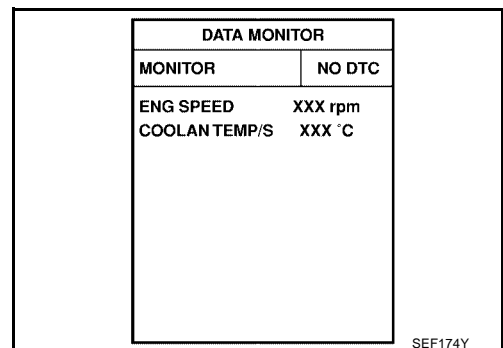 DATA MONITOR
MONITOR NO DTC
ENG SPEED XXX rpm
COOLAN TEMP/S XXX °C
SEF174Y